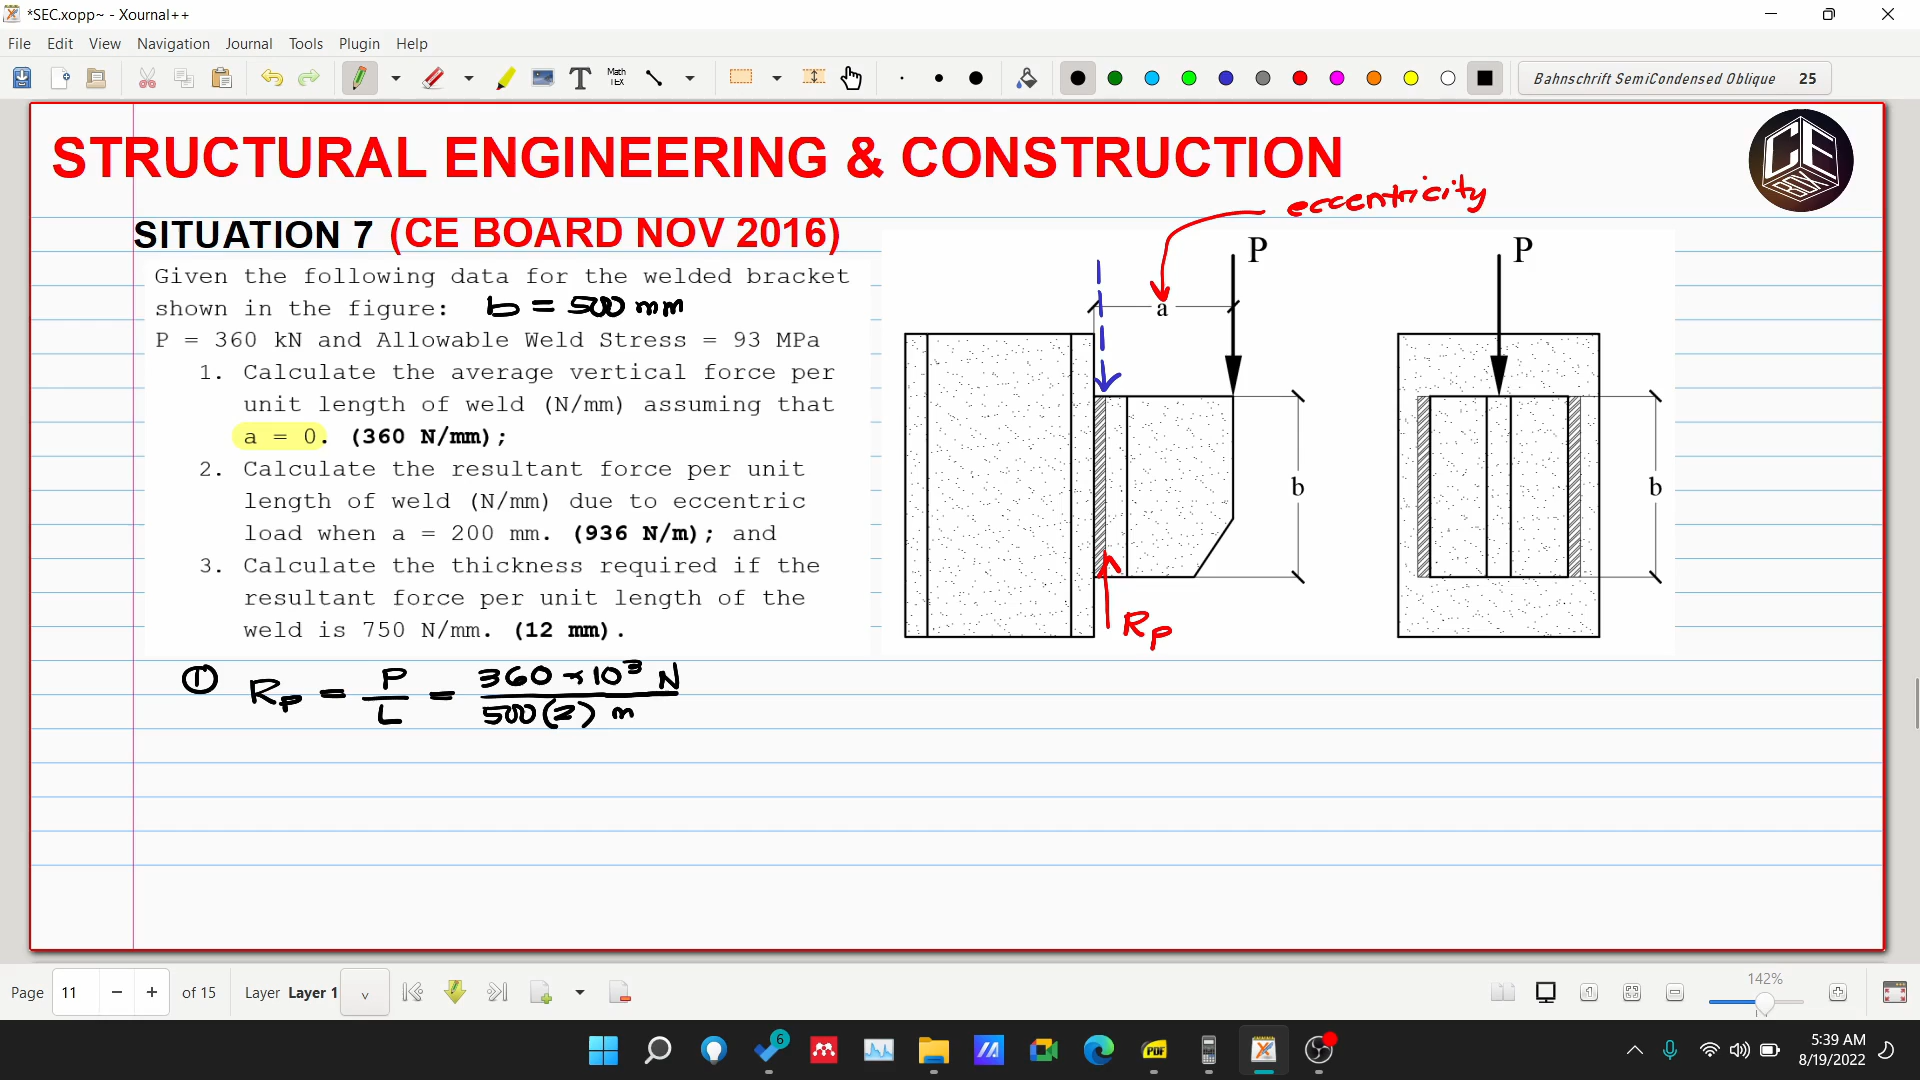 *SEC.xopp~ - Xournal++
File Edit View Navigation Journal Tools Plugin Help
T Math TEX Bahnschrift SemiCondensed Oblique 25
STRUCTURAL ENGINEERING & CONSTRUCTION
CE BOX
eccentricity
SITUATION 7 (CE BOARD NOV 2016)
Given the following data for the welded bracket
shown in the figure: b = 500 mm
P = 360 kN and Allowable Weld Stress = 93 MPa
1. Calculate the average vertical force per
unit length of weld (N/mm) assuming that
a = 0. (360 N/mm);
2. Calculate the resultant force per unit
length of weld (N/mm) due to eccentric
load when a = 200 mm. (936 N/m); and
3. Calculate the thickness required if the
resultant force per unit length of the
weld is 750 N/mm. (12 mm).
P
a
b
Rp
P
b
① Rp = P/L = 360 × 10³ N / 500(2) m
Page 11 − + of 15 Layer Layer 1 v
142%
6
PDF
5:39 AM
8/19/2022